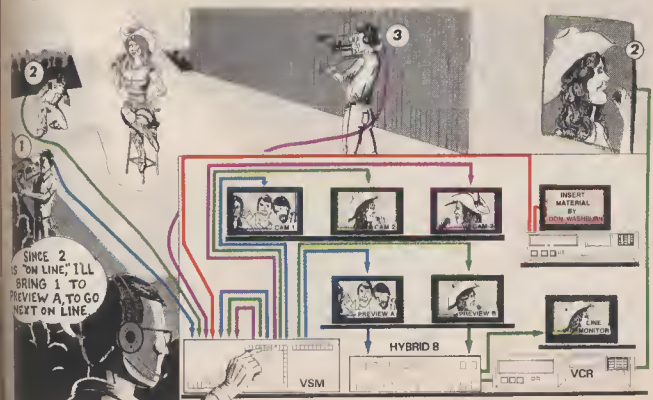 3
2
2
1
CAM 1
CAM 2
CAM 3
INSERT
MATERIAL
BY
DON WASHBURN
SINCE 2
IS "ON LINE," I'LL
BRING 1 TO
PREVIEW A, TO GO
NEXT ON LINE
PREVIEW A
PREVIEW B
LINE
MONITOR
HYBRID 8
VSM
VCR